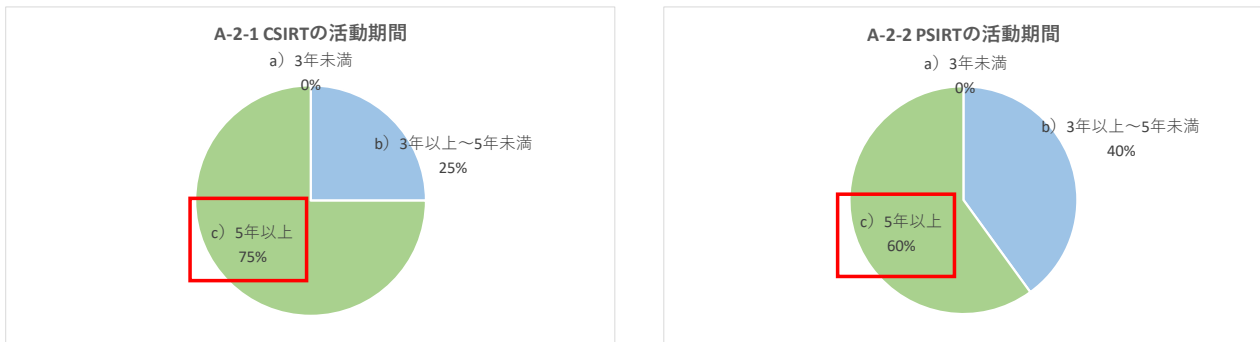 A-2-1 CSIRTの活動期間
a）3年未満
0%
b）3年以上～5年未満
25%
c）5年以上
75%
A-2-2 PSIRTの活動期間
a）3年未満
0%
b）3年以上～5年未満
40%
c）5年以上
60%